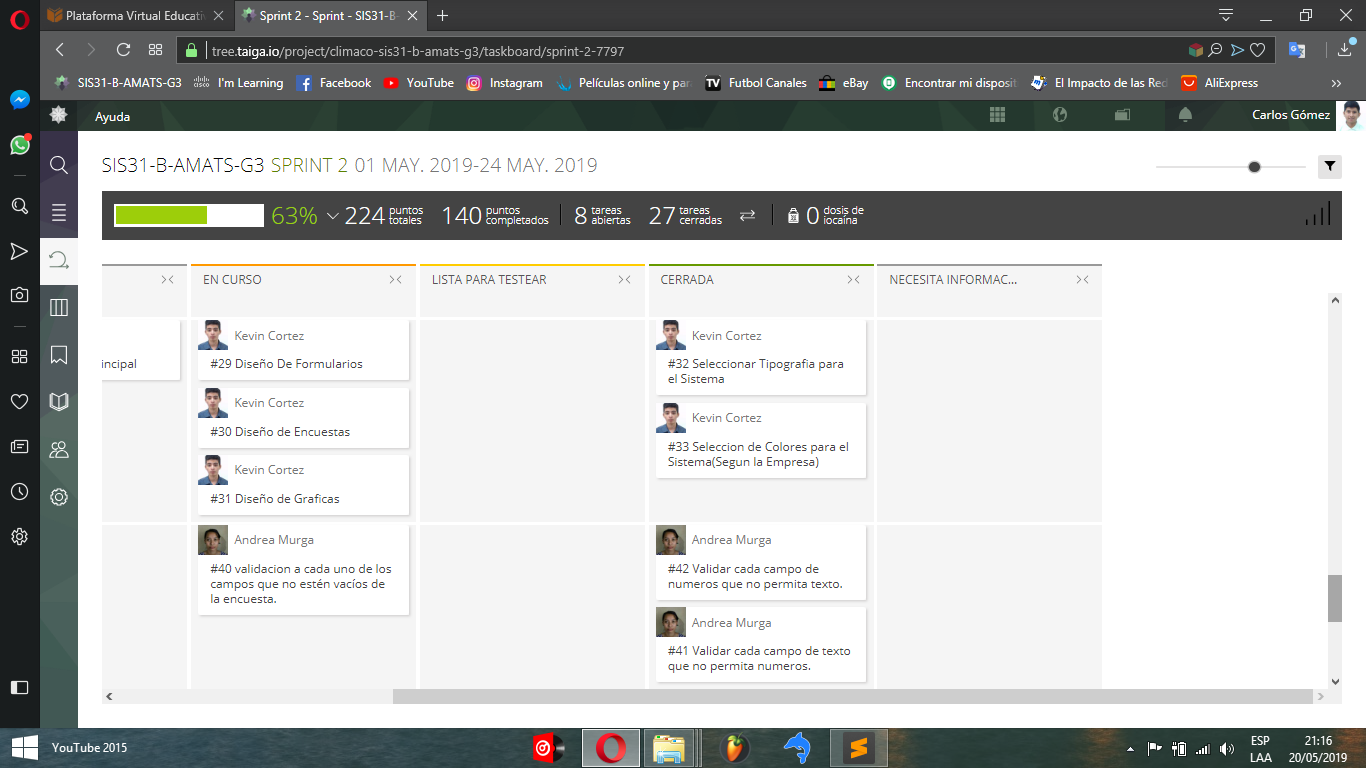 Plataforma Virtual Educati
Sprint 2 - Sprint - SIS31-B-
tree.taiga.io/project/climaco-sis31-b-amats-g3/taskboard/sprint-2-7797
SIS31-B-AMATS-G3
I'm Learning
Facebook
YouTube
Instagram
Películas online y par
TV Futbol Canales
eBay
Encontrar mi disposit
El Impacto de las Red
AliExpress
Ayuda
Carlos Gómez
SIS31-B-AMATS-G3 SPRINT 2 01 MAY. 2019-24 MAY. 2019
63%
224 puntos totales
140 puntos completados
8 tareas abiertas
27 tareas cerradas
0 dosis de iocaína
EN CURSO
LISTA PARA TESTEAR
CERRADA
NECESITA INFORMAC...
incipal
Kevin Cortez
#29 Diseño De Formularios
Kevin Cortez
#30 Diseño de Encuestas
Kevin Cortez
#31 Diseño de Graficas
Kevin Cortez
#32 Seleccionar Tipografia para
el Sistema
Kevin Cortez
#33 Seleccion de Colores para el
Sistema(Segun la Empresa)
Andrea Murga
#40 validacion a cada uno de los
campos que no estén vacíos de
la encuesta.
Andrea Murga
#42 Validar cada campo de
numeros que no permita texto.
Andrea Murga
#41 Validar cada campo de texto
que no permita numeros.
YouTube 2015
ESP
LAA
21:16
20/05/2019